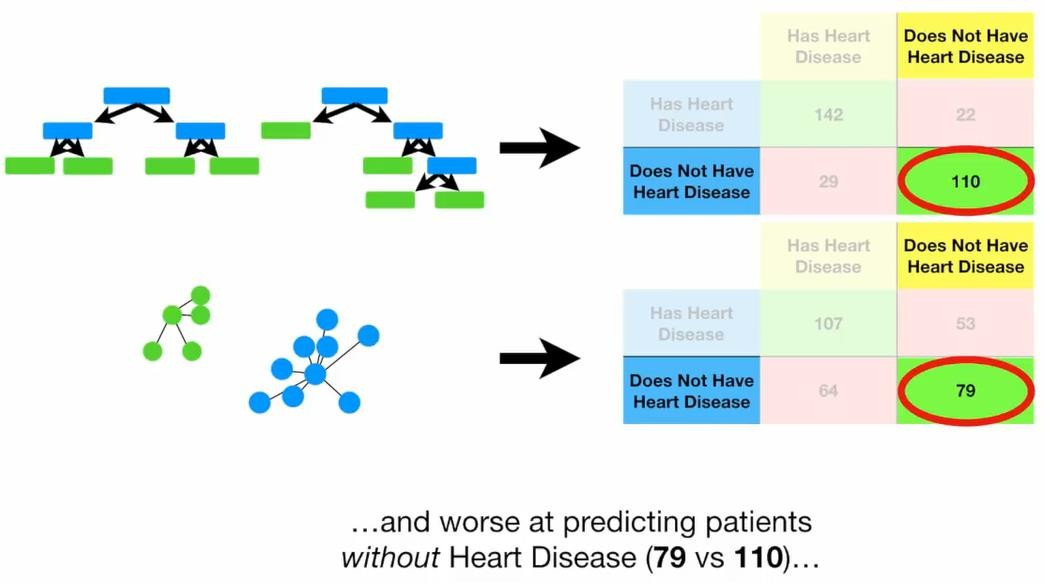 Has Heart Disease
Does Not Have Heart Disease
Has Heart Disease
142
22
Does Not Have Heart Disease
29
110
Has Heart Disease
Does Not Have Heart Disease
Has Heart Disease
107
53
Does Not Have Heart Disease
64
79
…and worse at predicting patients
without Heart Disease (79 vs 110)…